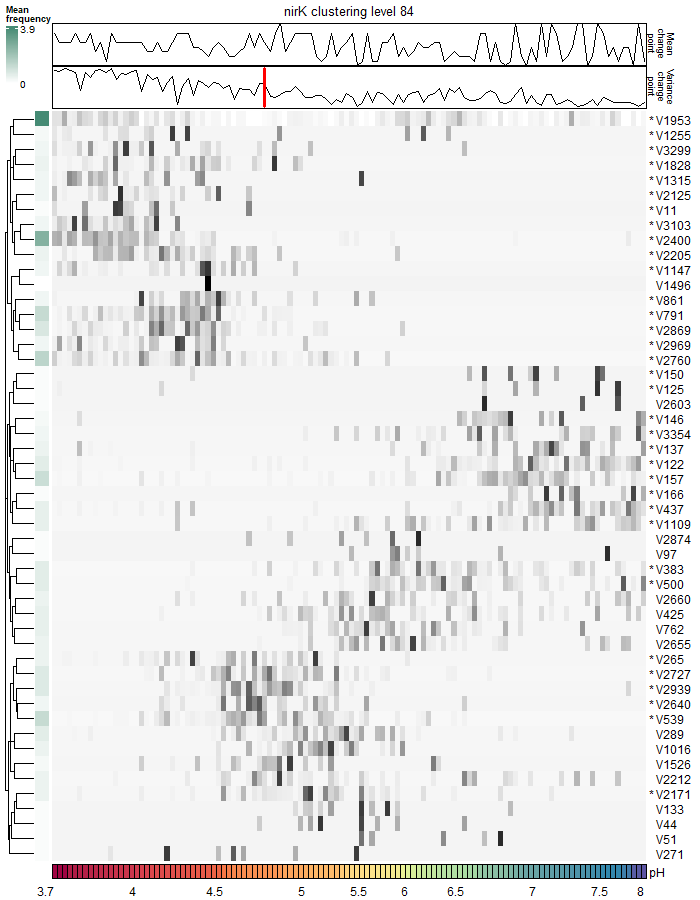 nirK clustering level 84
Mean
frequency
3.9
0
Mean
change
point
Variance
change
point
* V1953
* V1255
* V3299
* V1828
* V1315
* V2125
* V11
* V3103
* V2400
* V2205
* V1147
V1496
* V861
* V791
* V2869
* V2969
* V2760
* V150
* V125
V2603
* V146
* V3354
* V137
* V122
* V157
* V166
* V437
* V1109
V2874
V97
* V383
* V500
V2660
V425
V762
V2655
* V265
* V2727
* V2939
* V2640
* V539
V289
V1016
V1526
V2212
* V2171
V133
V44
V51
V271
pH
3.7 4 4.5 5 5.5 6 6.5 7 7.5 8